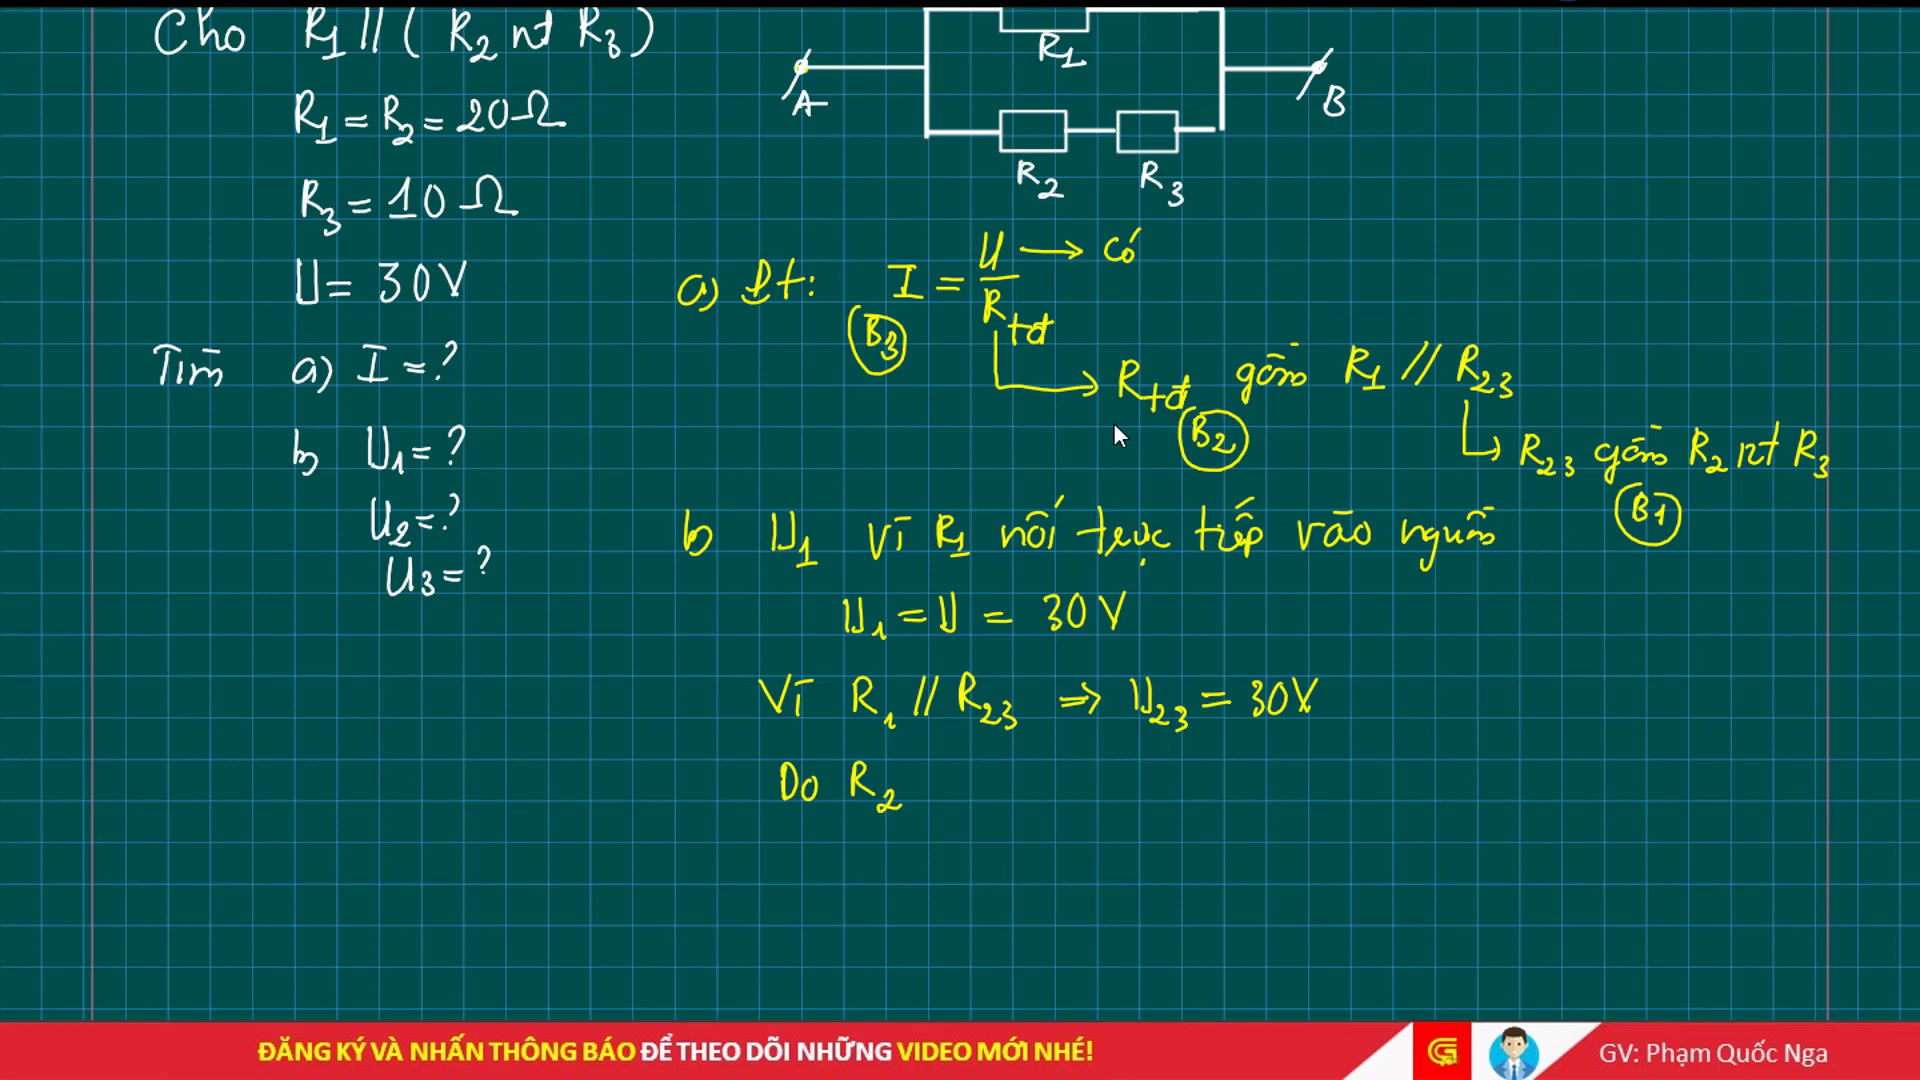 Cho R1 // ( R2 nt R3 )
R1 = R2 = 20Ω
R3 = 10 Ω
U = 30V
Tìm a) I = ?
b U1 = ?
U2 = ?
U3 = ?
R1
A
B
R2 R3
a) Pt: I = U/Rtđ → có
B3
Rtđ gồm R1 // R23
B2
R23 gồm R2 nt R3
B1
b U1 vì R1 nối trực tiếp vào nguồn
U1 = U = 30V
Vì R1 // R23 ⇒ U23 = 30V
Do R2
ĐĂNG KÝ VÀ NHẤN THÔNG BÁO ĐỂ THEO DÕI NHỮNG VIDEO MỚI NHÉ!
GV: Phạm Quốc Nga